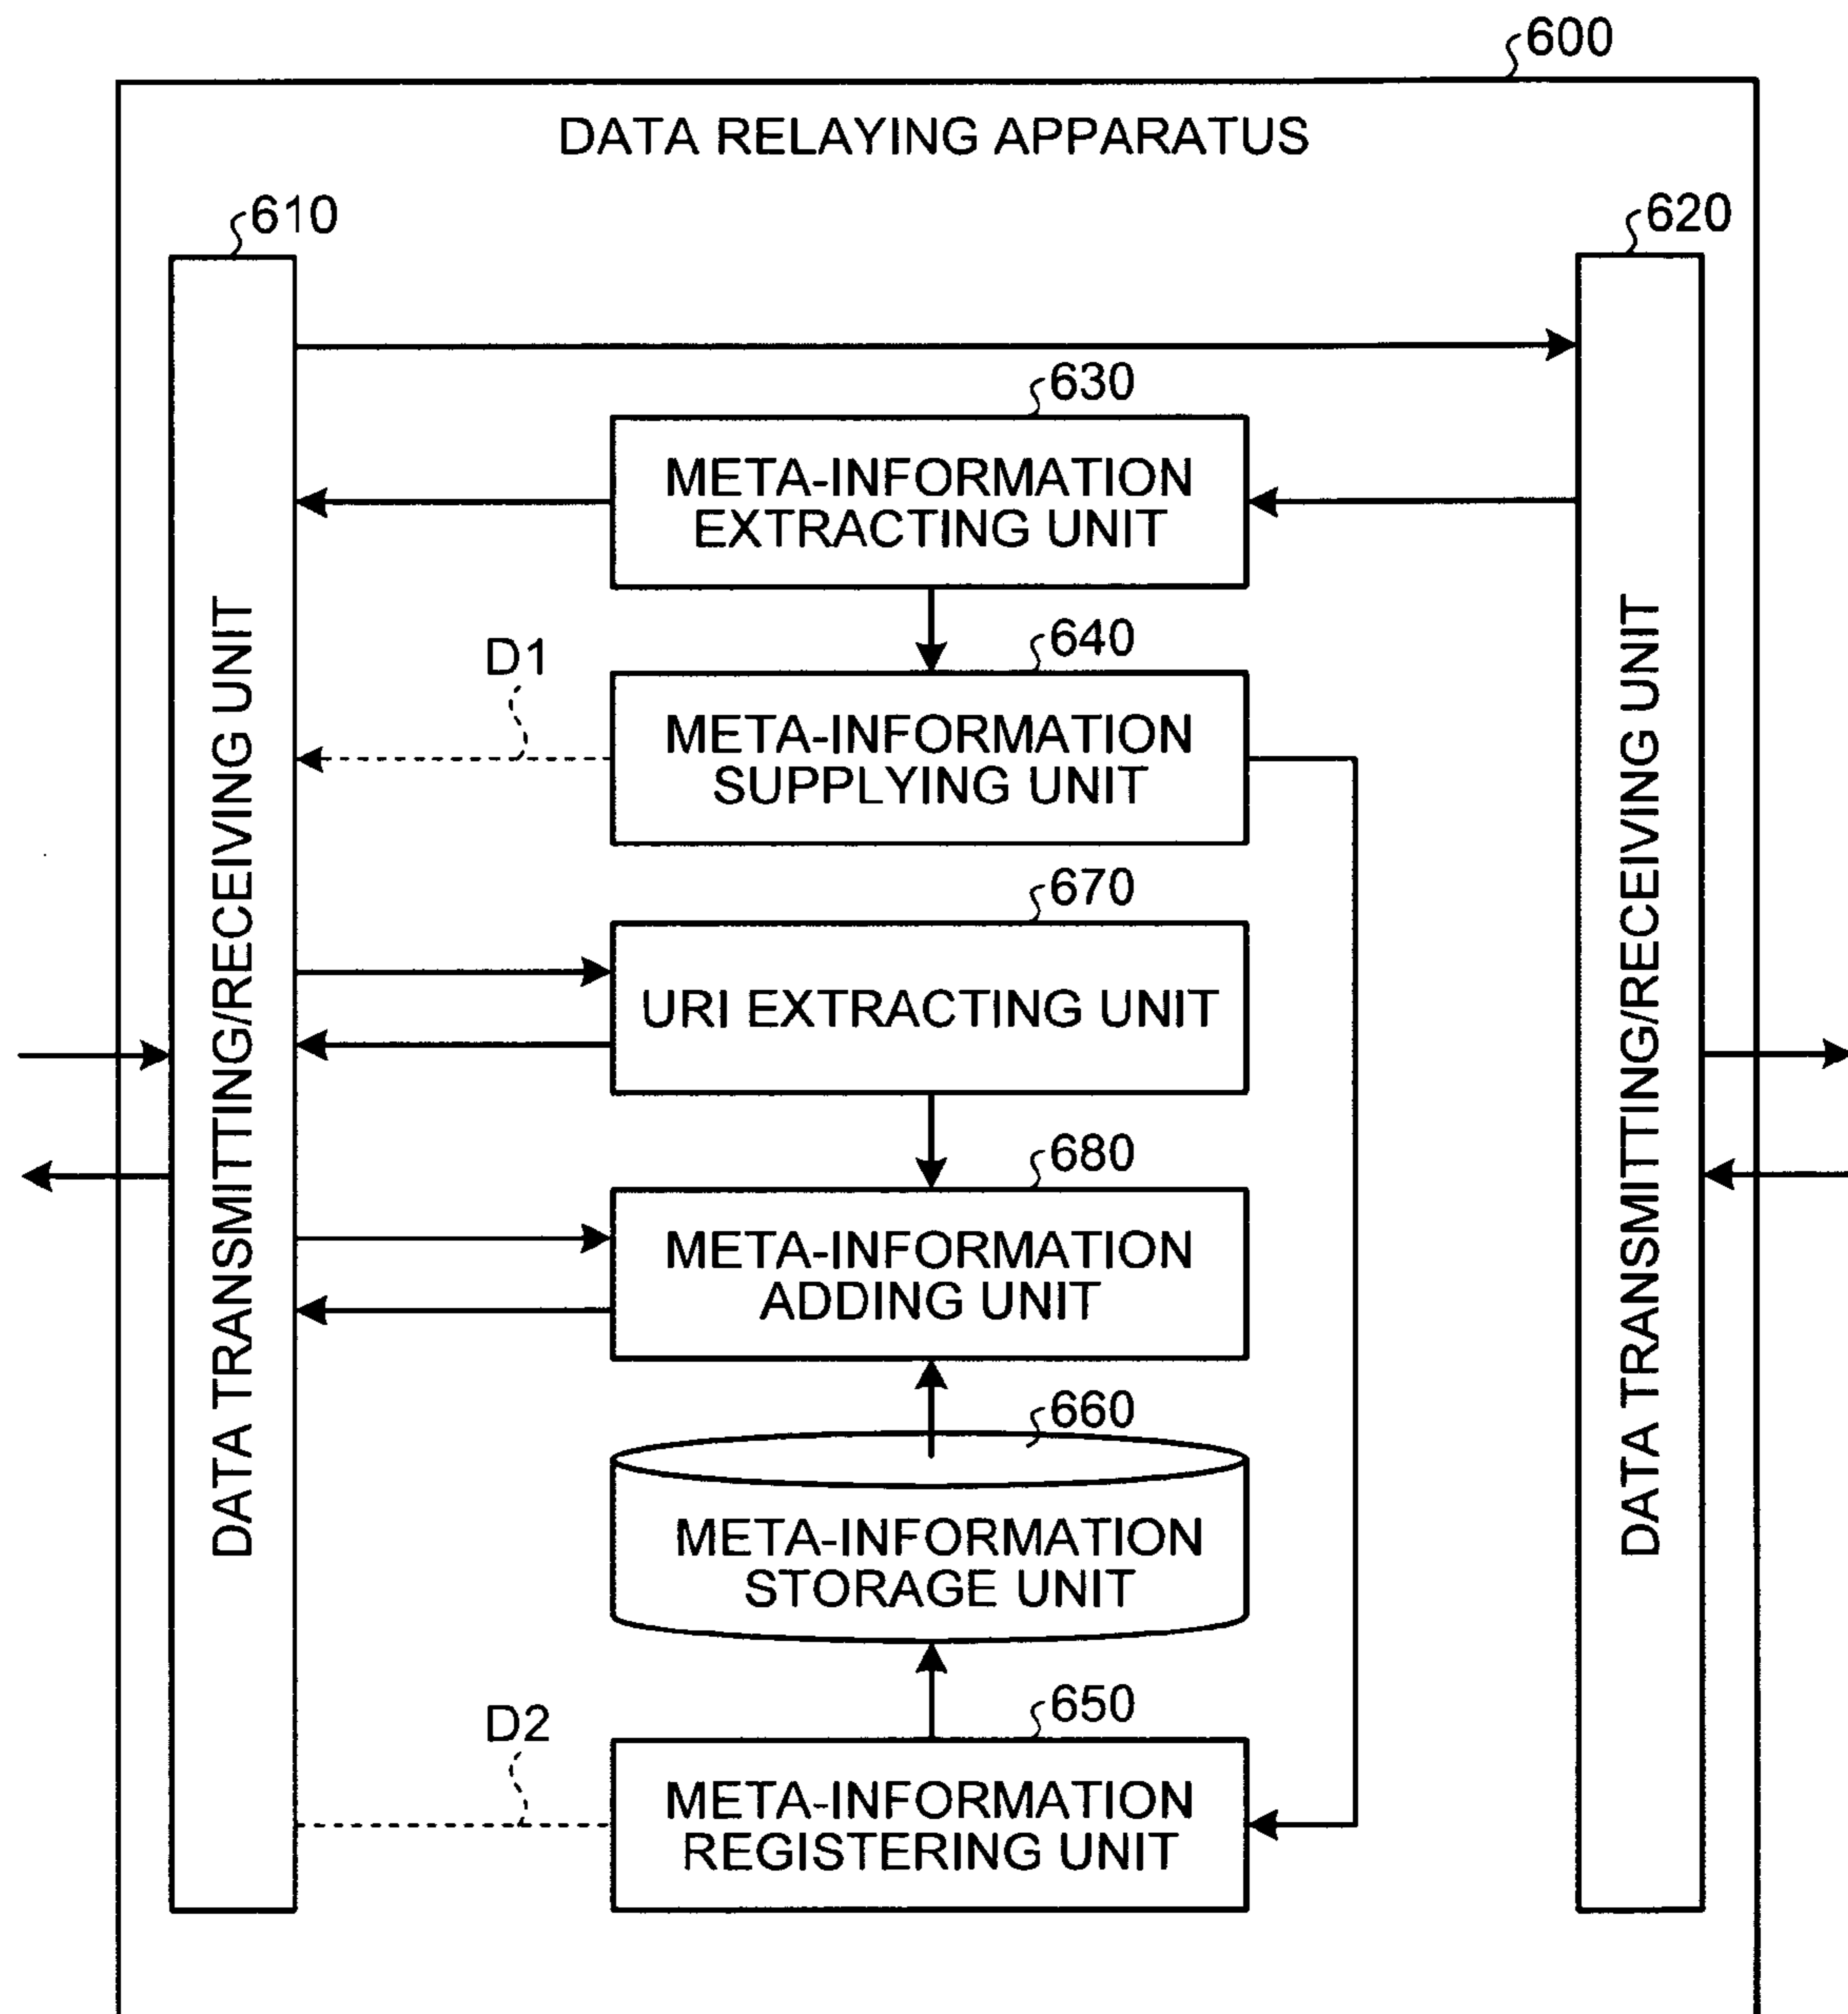 600
DATA RELAYING APPARATUS
610
620
DATA TRANSMITTING/RECEIVING UNIT
DATA TRANSMITTING/RECEIVING UNIT
630
META-INFORMATION
EXTRACTING UNIT
D1
640
META-INFORMATION
SUPPLYING UNIT
670
URI EXTRACTING UNIT
680
META-INFORMATION
ADDING UNIT
660
META-INFORMATION
STORAGE UNIT
D2
650
META-INFORMATION
REGISTERING UNIT